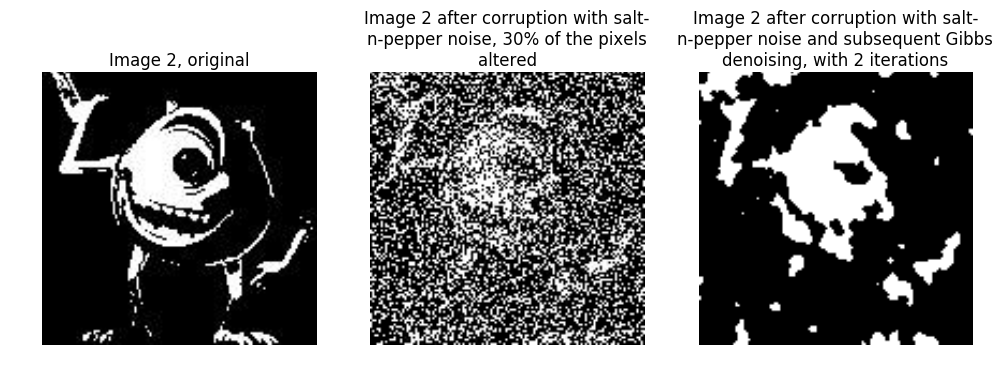 Image 2, original
Image 2 after corruption with salt-
n-pepper noise, 30% of the pixels
altered
Image 2 after corruption with salt-
n-pepper noise and subsequent Gibbs
denoising, with 2 iterations